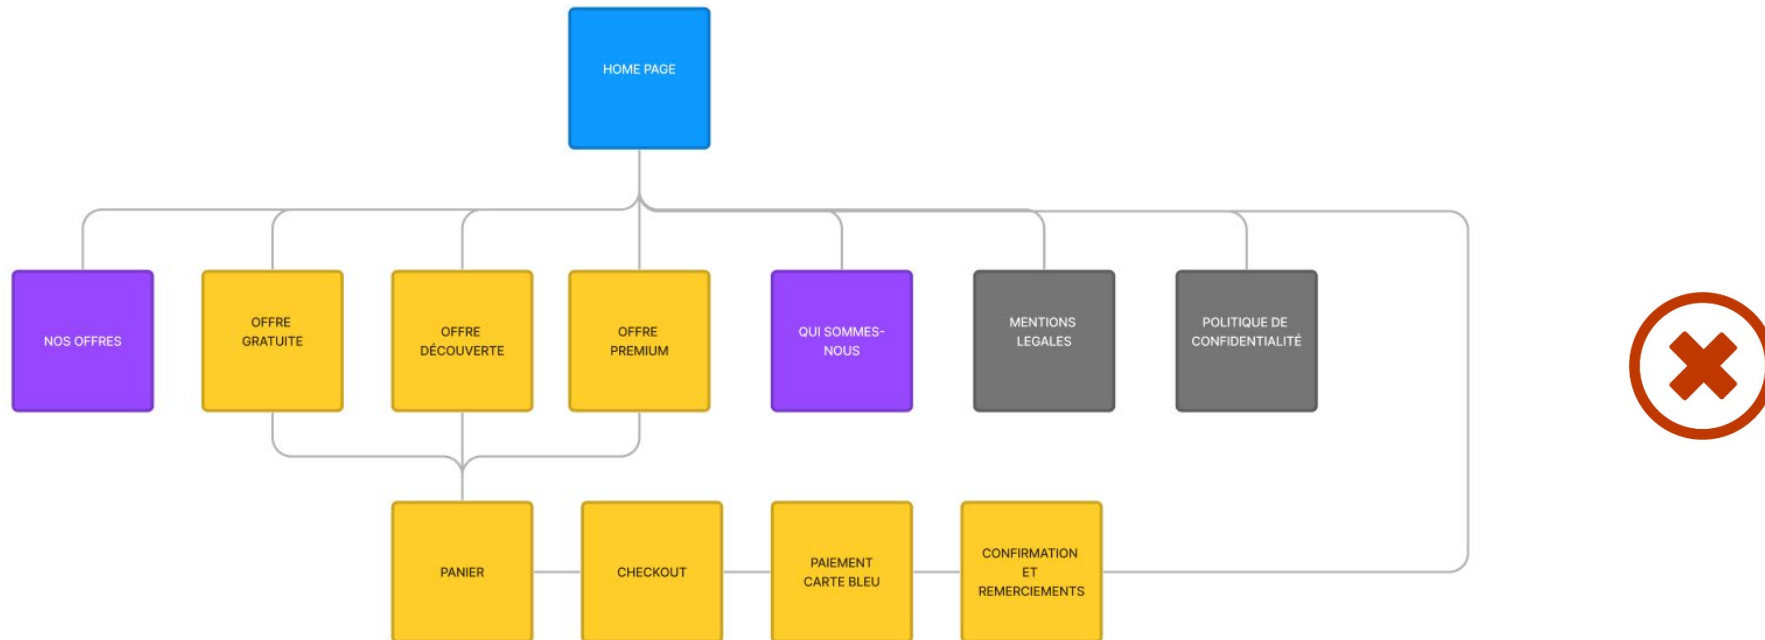 HOME PAGE
NOS OFFRES
OFFRE
GRATUITE
OFFRE
DÉCOUVERTE
OFFRE
PREMIUM
QUI SOMMES-
NOUS
MENTIONS
LEGALES
POLITIQUE DE
CONFIDENTIALITÉ
PANIER
CHECKOUT
PAIEMENT
CARTE BLEU
CONFIRMATION
ET
REMERCIEMENTS